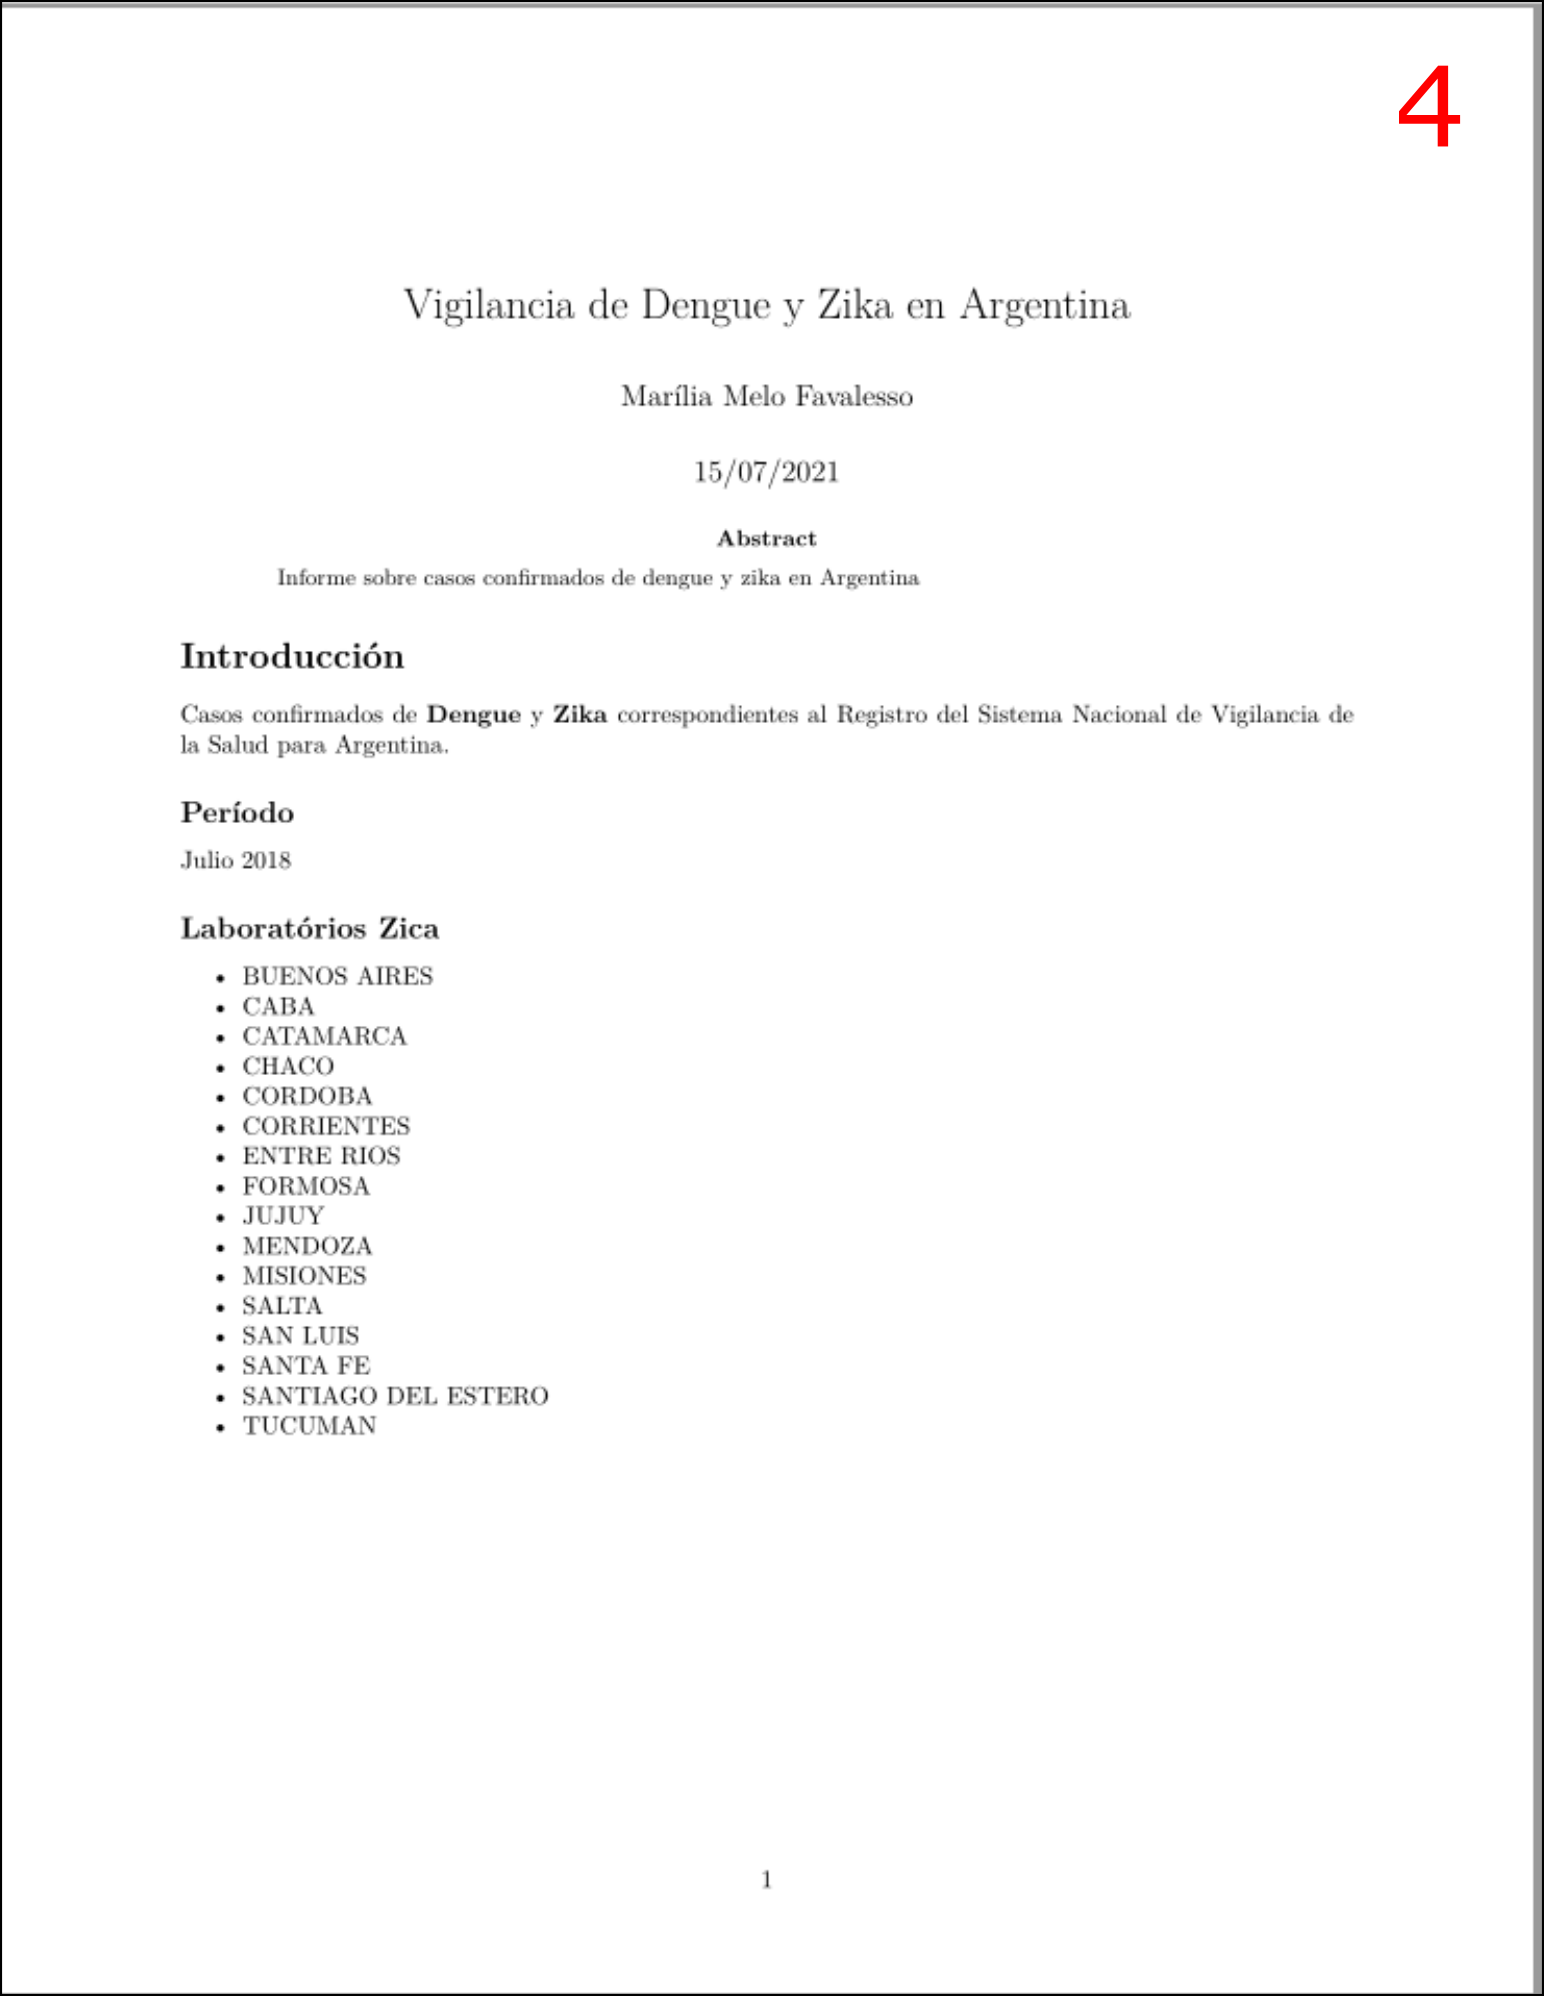 4
Vigilancia de Dengue y Zika en Argentina
Marília Melo Favalesso
15/07/2021
Abstract
Informe sobre casos confirmados de dengue y zika en Argentina
Introducción
Casos confirmados de Dengue y Zika correspondientes al Registro del Sistema Nacional de Vigilancia de
la Salud para Argentina.
Período
Julio 2018
Laboratórios Zica
• BUENOS AIRES
• CABA
• CATAMARCA
• CHACO
• CORDOBA
• CORRIENTES
• ENTRE RIOS
• FORMOSA
• JUJUY
• MENDOZA
• MISIONES
• SALTA
• SAN LUIS
• SANTA FE
• SANTIAGO DEL ESTERO
• TUCUMAN
1